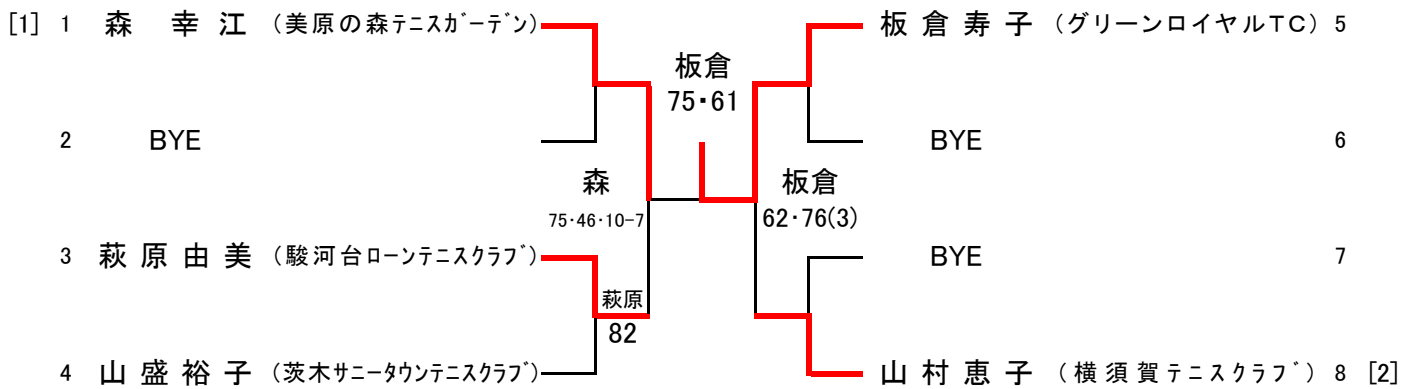 [1] 1 森 幸江 (美原の森ﾃﾆｽｶﾞｰﾃﾞﾝ)
板倉寿子 (グリーンロイヤルTC) 5
板倉
75・61
2 BYE
BYE 6
森
75・46・10-7
板倉
62・76(3)
3 萩原由美 (駿河台ﾛｰﾝﾃﾆｽｸﾗﾌﾞ)
BYE 7
萩原
82
4 山盛裕子 (茨木ｻﾆｰﾀｳﾝﾃﾆｽｸﾗﾌﾞ)
山村恵子 (横須賀ﾃﾆｽｸﾗﾌﾞ) 8 [2]